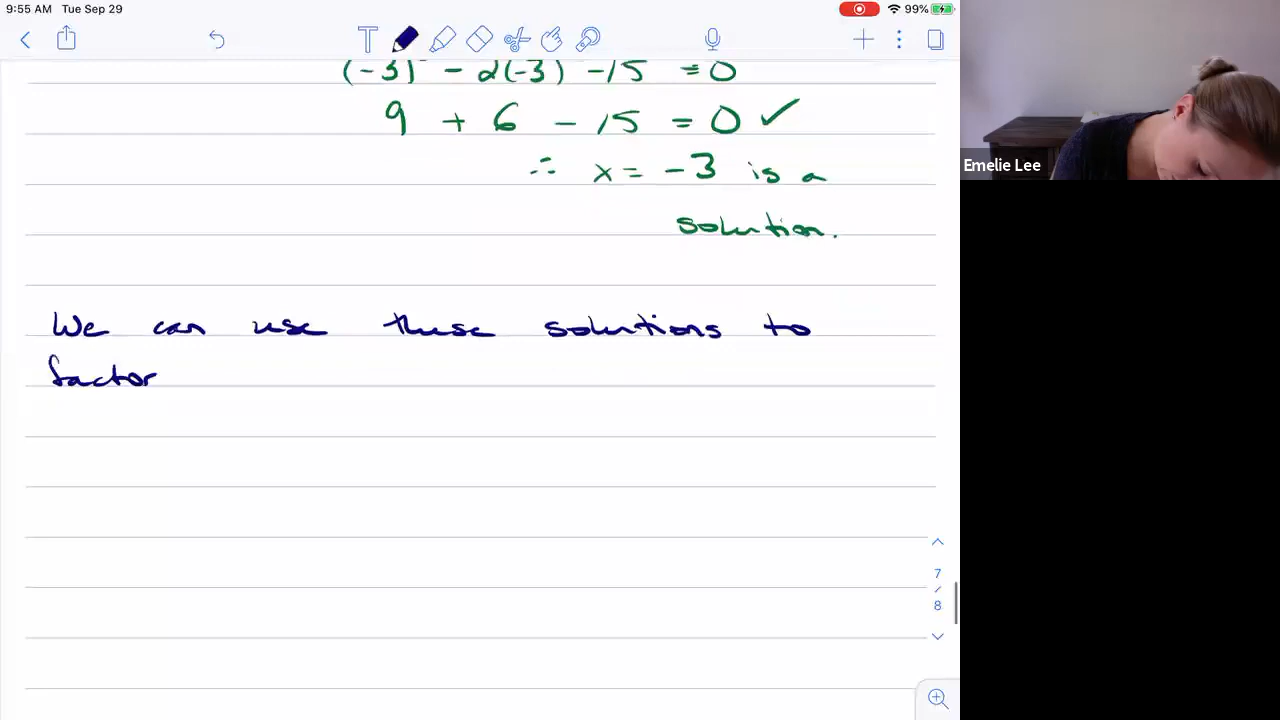 9:55 AM Tue Sep 29
99%
(-3)² - 2(-3) -15 = 0
9 + 6 - 15 = 0 ✓
∴ x = -3 is a
solution.
We can use these solutions to
factor
7
/
8
Emelie Lee